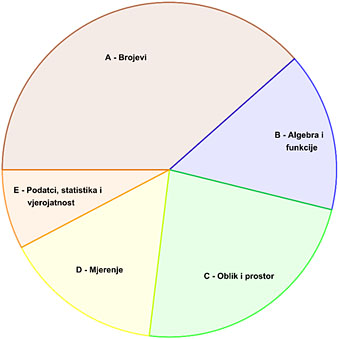 A - Brojevi
B - Algebra i
funkcije
E - Podatci, statistika i
vjerojatnost
D - Mjerenje
C - Oblik i prostor